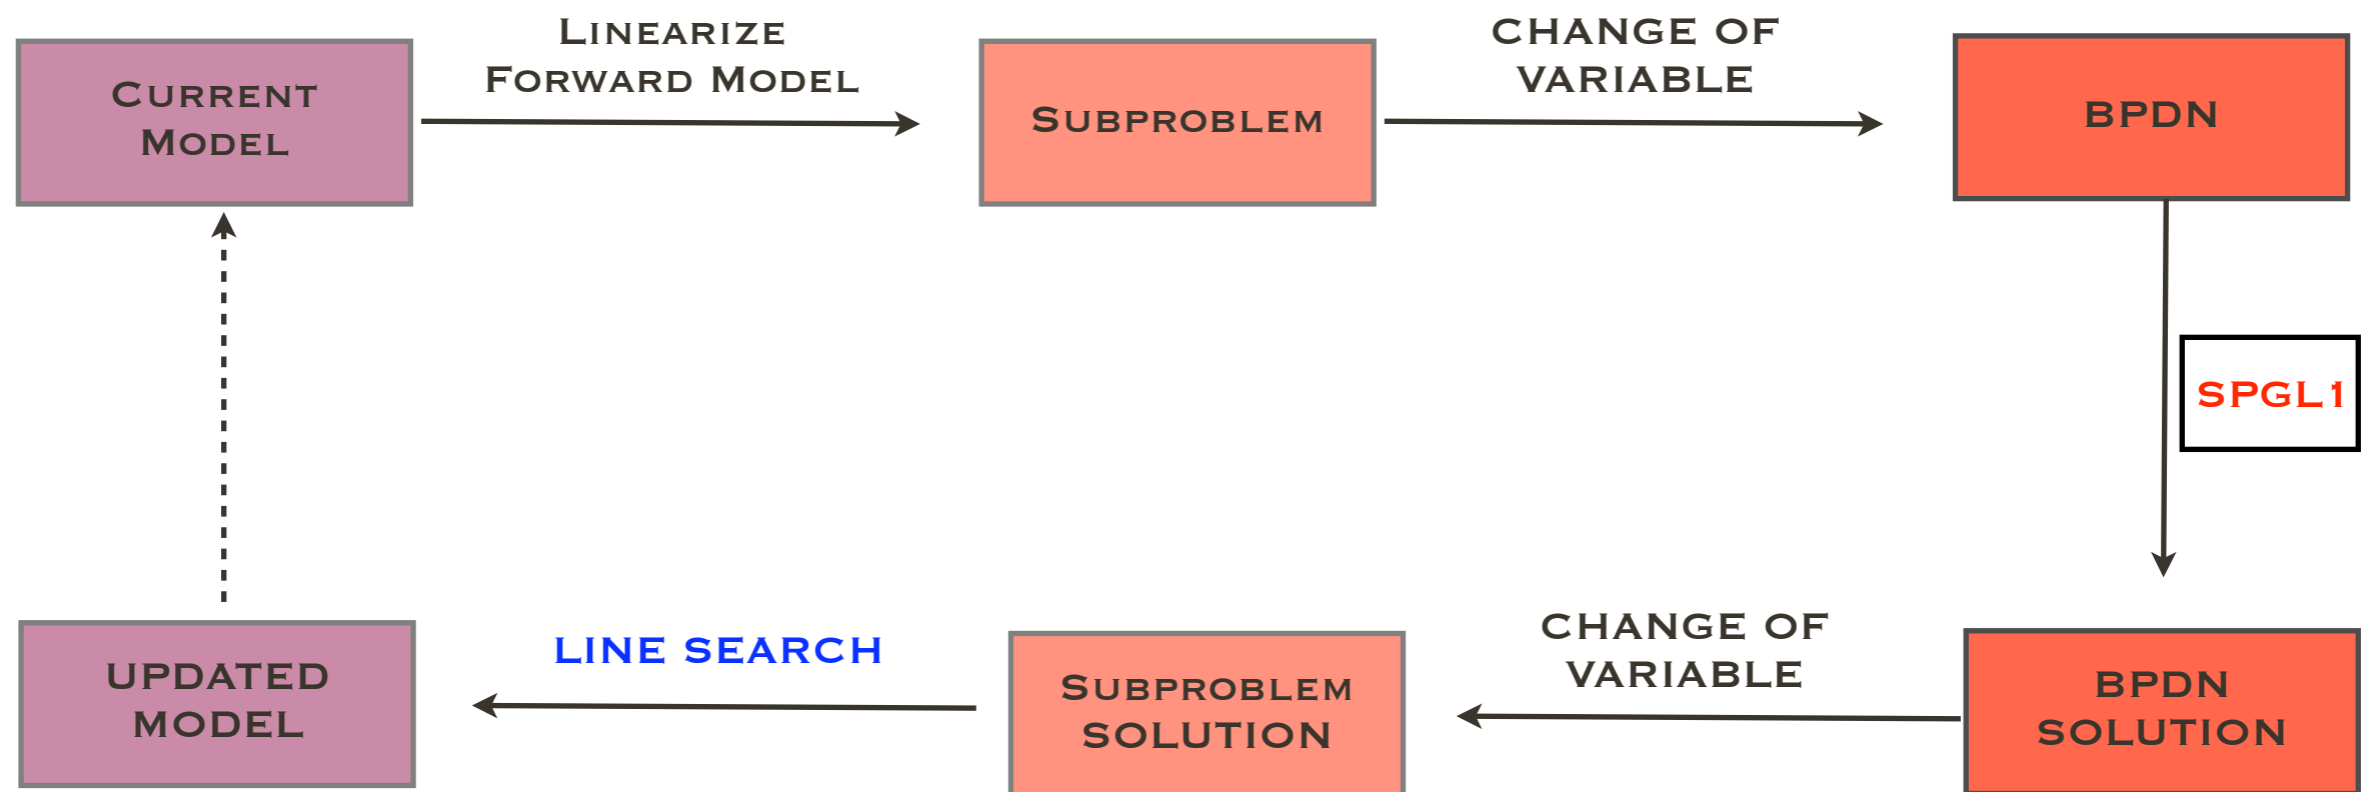 Current
Model
Linearize
Forward Model
Subproblem
CHANGE OF
VARIABLE
BPDN
SPGL1
UPDATED
MODEL
LINE SEARCH
Subproblem
SOLUTION
CHANGE OF
VARIABLE
BPDN
SOLUTION